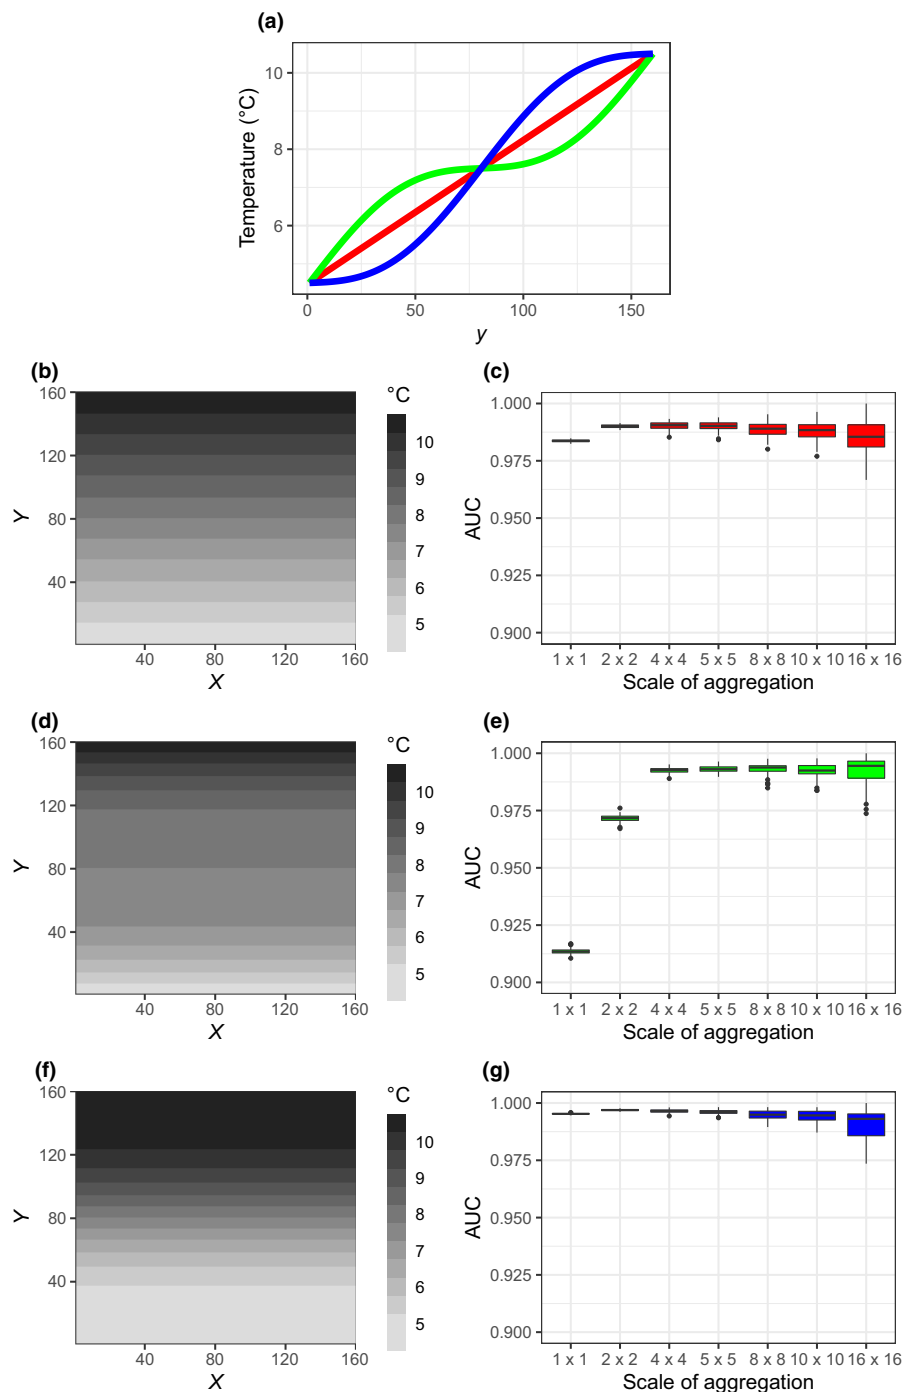 (a)
Temperature (°C)
10
8
6
0 50 100 150
y
(b)
160
120
80
40
Y
40 80 120 160
X
°C
10
9
8
7
6
5
(c)
1.000
0.975
0.950
0.925
0.900
AUC
1 x 1 2 x 2 4 x 4 5 x 5 8 x 8 10 x 10 16 x 16
Scale of aggregation
(d)
160
120
80
40
Y
40 80 120 160
X
°C
10
9
8
7
6
5
(e)
1.000
0.975
0.950
0.925
0.900
AUC
1 x 1 2 x 2 4 x 4 5 x 5 8 x 8 10 x 10 16 x 16
Scale of aggregation
(f)
160
120
80
40
Y
40 80 120 160
X
°C
10
9
8
7
6
5
(g)
1.000
0.975
0.950
0.925
0.900
AUC
1 x 1 2 x 2 4 x 4 5 x 5 8 x 8 10 x 10 16 x 16
Scale of aggregation